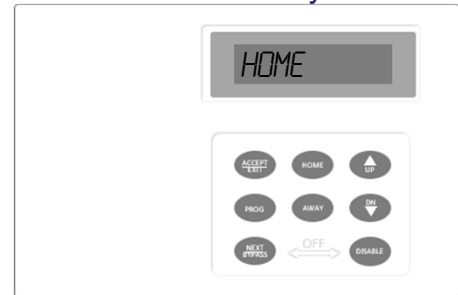 HOME
ACCEPT
EXIT
HOME
UP
PROG
AWAY
DN
NEXT
BYPASS
OFF
DISABLE